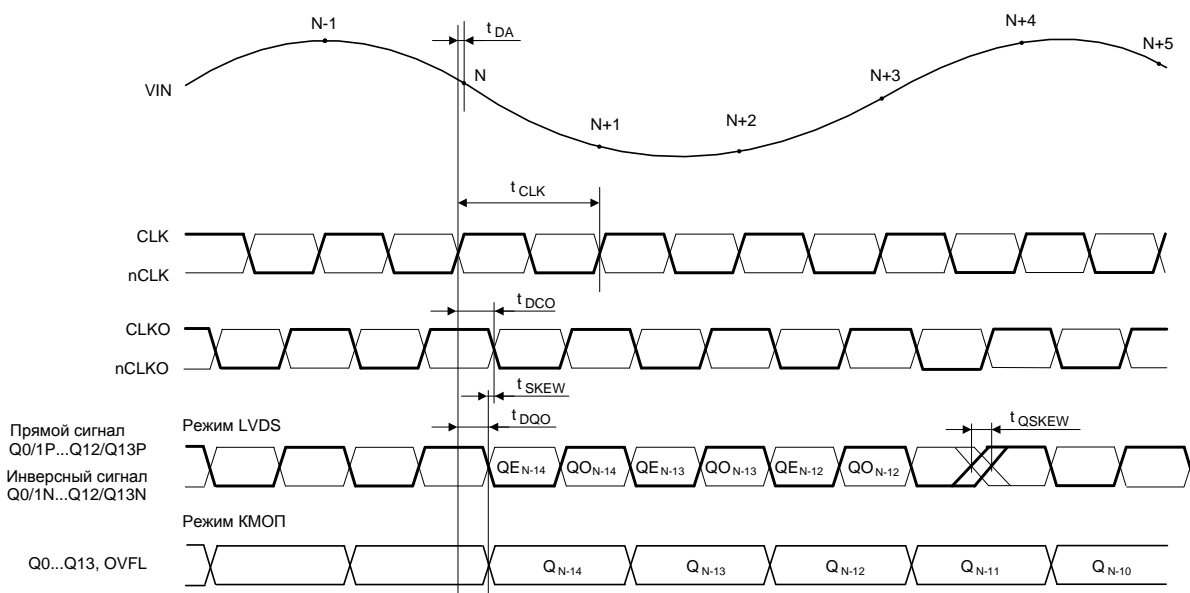 N-1
t DA
N+4
N+5
VIN
N
N+3
N+1
N+2
t CLK
CLK
nCLK
t DCO
CLKO
nCLKO
t SKEW
t DQO
t QSKEW
Прямой сигнал
Q0/1P...Q12/Q13P
Режим LVDS
Инверсный сигнал
Q0/1N...Q12/Q13N
QE N-14 QO N-14 QE N-13 QO N-13 QE N-12 QO N-12
Режим КМОП
Q0...Q13, OVFL
Q N-14 Q N-13 Q N-12 Q N-11 Q N-10